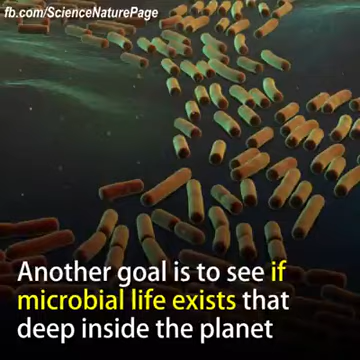 fb.com/ScienceNaturePage
Another goal is to see if
microbial life exists that
deep inside the planet